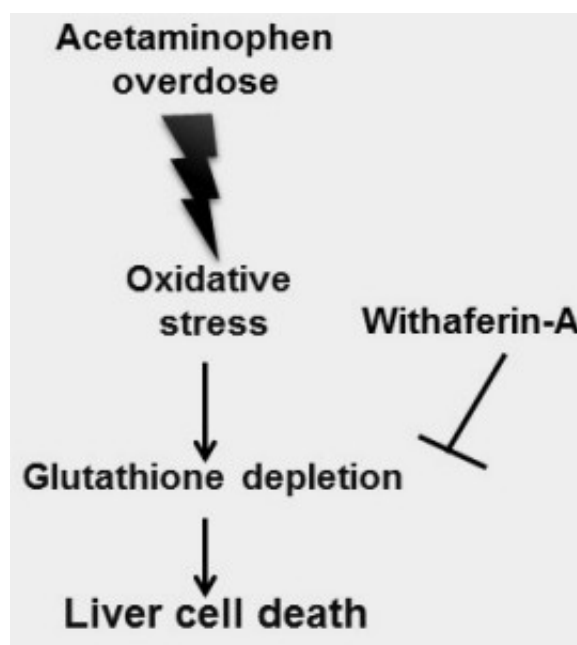 Acetaminophen
overdose
Oxidative
stress
Withaferin-A
Glutathione depletion
Liver cell death